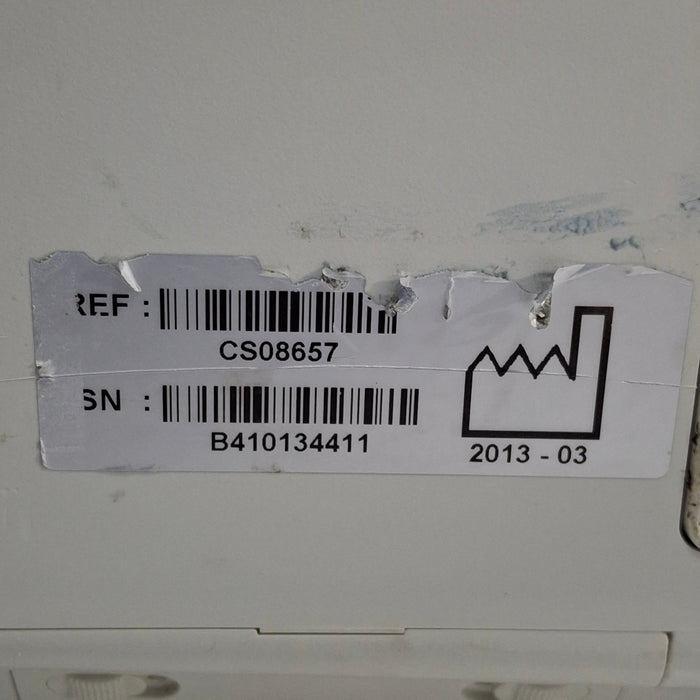 REF :
CS08657
SN :
B410134411
2013 - 03